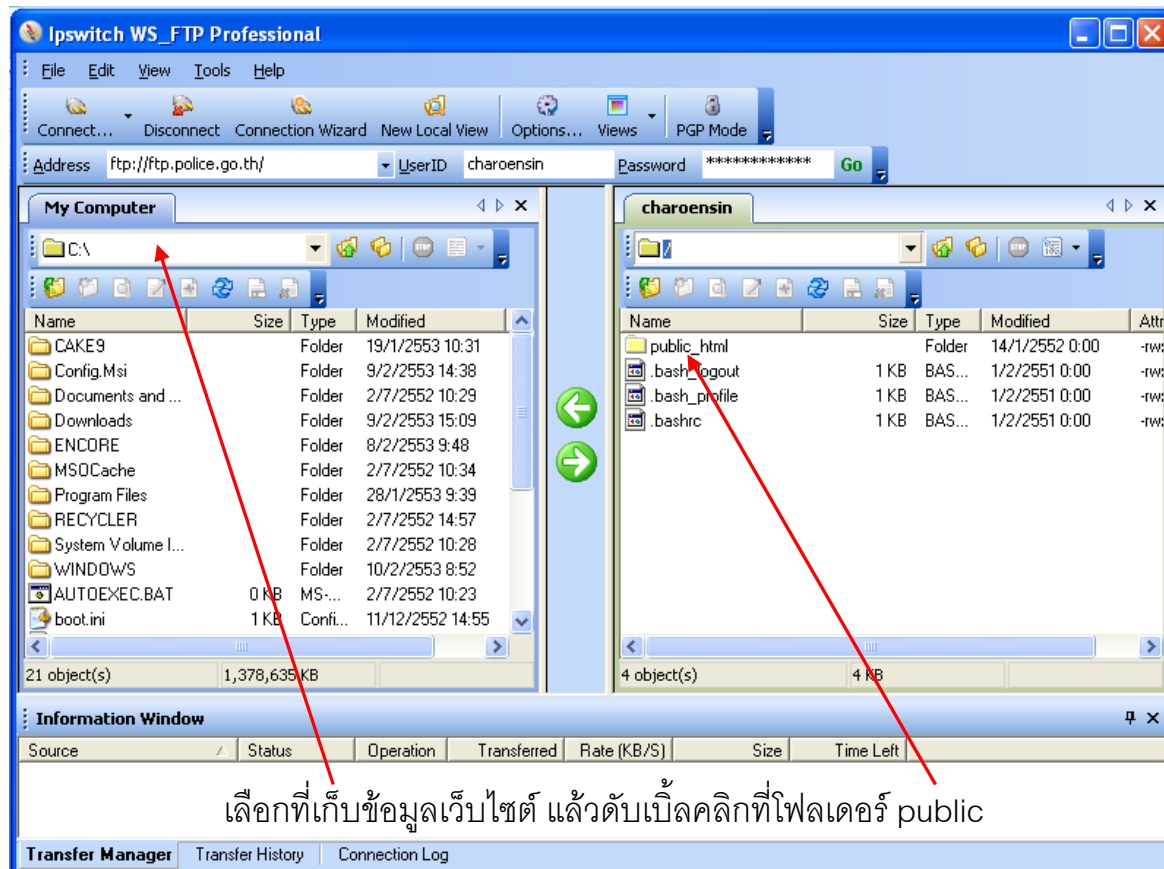 Ipswitch WS_FTP Professional
File Edit View Tools Help
Connect... Disconnect Connection Wizard New Local View Options... Views PGP Mode
Address ftp://ftp.police.go.th/ UserID charoensin Password ************ Go
My Computer
C:\
Name Size Type Modified
CAKE9 Folder 19/1/2553 10:31
Config.Msi Folder 9/2/2553 14:38
Documents and ... Folder 2/7/2552 10:29
Downloads Folder 9/2/2553 15:09
ENCORE Folder 8/2/2553 9:48
MSOCache Folder 2/7/2552 10:34
Program Files Folder 28/1/2553 9:39
RECYCLER Folder 2/7/2552 14:57
System Volume I... Folder 2/7/2552 10:28
WINDOWS Folder 10/2/2553 8:52
AUTOEXEC.BAT 0 KB MS-... 2/7/2552 10:23
boot.ini 1 KB Confi... 11/12/2552 14:55
21 object(s) 1,378,635 KB
charoensin
/
Name Size Type Modified Attr
public_html Folder 14/1/2552 0:00 -rw
.bash_logout 1 KB BAS... 1/2/2551 0:00 -rw
.bash_profile 1 KB BAS... 1/2/2551 0:00 -rw
.bashrc 1 KB BAS... 1/2/2551 0:00 -rw
4 object(s) 4 KB
Information Window
Source Status Operation Transferred Rate (KB/S) Size Time Left
เลือกที่เก็บข้อมูลเว็บไซต์ แล้วดับเบิ้ลคลิกที่โฟลเดอร์ public
Transfer Manager Transfer History Connection Log